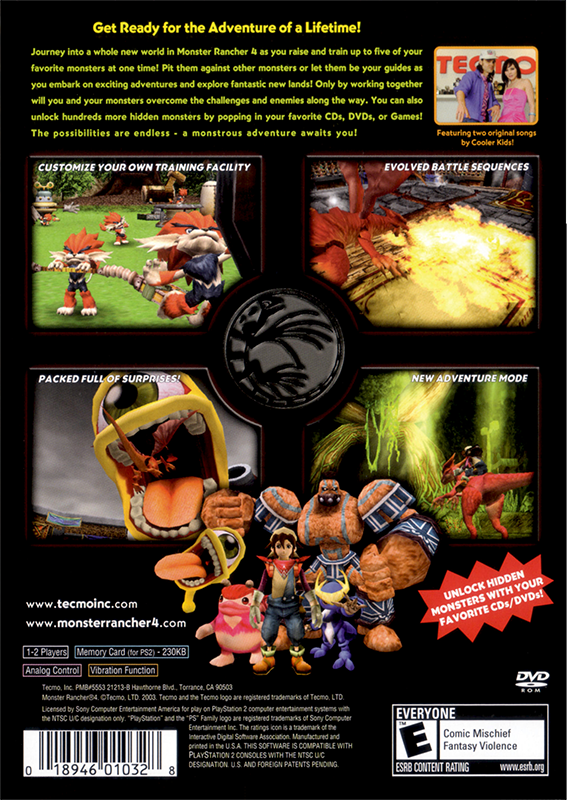 Get Ready for the Adventure of a Lifetime!
Journey into a whole new world in Monster Rancher 4 as you raise and train up to five of your
favorite monsters at one time! Pit them against other monsters or let them be your guides as
you embark on exciting adventures and explore fantastic new lands! Only by working together
will you and your monsters overcome the challenges and enemies along the way. You can also
unlock hundreds more hidden monsters by popping in your favorite CDs, DVDs, or Games!
The possibilities are endless - a monstrous adventure awaits you!
TECMO
Featuring two original songs
by Cooler Kids!
CUSTOMIZE YOUR OWN TRAINING FACILITY
EVOLVED BATTLE SEQUENCES
PACKED FULL OF SURPRISES!
NEW ADVENTURE MODE
UNLOCK HIDDEN
MONSTERS WITH YOUR
FAVORITE CDs/DVDs!
www.tecmoinc.com
www.monsterrancher4.com
1-2 Players
Memory Card (for PS2) - 230KB
Analog Control
Vibration Function
Tecmo, Inc. PMB#5553 21213-B Hawthorne Blvd., Torrance, CA 90503
Monster Rancher®4. ©Tecmo, LTD. 2003. Tecmo and the Tecmo logo are registered trademarks of Tecmo, LTD.
Licensed by Sony Computer Entertainment America for play on PlayStation 2 computer entertainment systems with
the NTSC U/C designation only. "PlayStation" and the "PS" Family logo are registered trademarks of Sony Computer
Entertainment Inc. The ratings icon is a trademark of the
Interactive Digital Software Association. Manufactured and
printed in the U.S.A. THIS SOFTWARE IS COMPATIBLE WITH
PLAYSTATION 2 CONSOLES WITH THE NTSC U/C
DESIGNATION. U.S. AND FOREIGN PATENTS PENDING.
0 18946 01032 8
DVD
ROM
EVERYONE
E
Comic Mischief
Fantasy Violence
ESRB CONTENT RATING
www.esrb.org